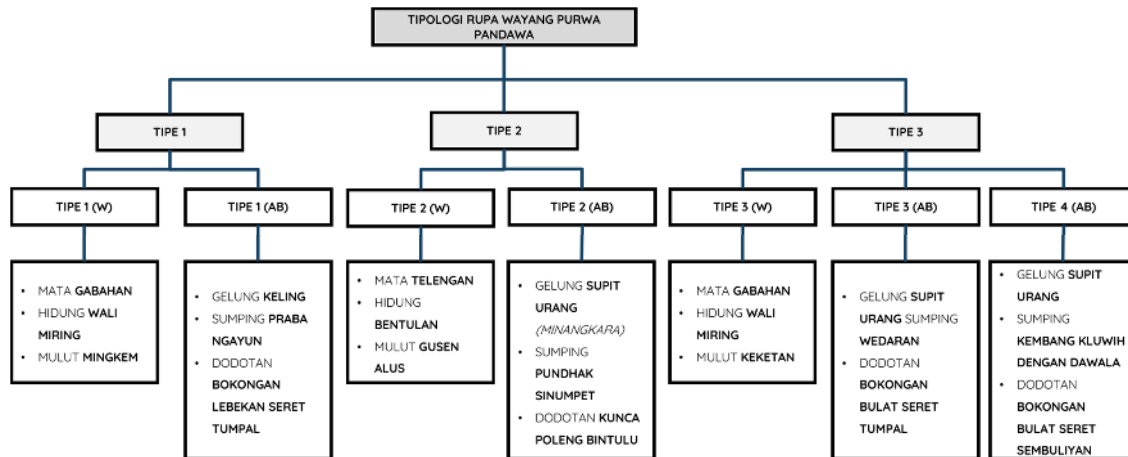 TIPOLOGI RUPA WAYANG PURWA
PANDAWA
TIPE 1
TIPE 2
TIPE 3
TIPE 1 (W)
TIPE 1 (AB)
TIPE 2 (W)
TIPE 2 (AB)
TIPE 3 (W)
TIPE 3 (AB)
TIPE 4 (AB)
• MATA GABAHAN
• HIDUNG WALI
MIRING
• MULUT MINGKEM
• GELUNG KELING
• SUMPING PRABA
NGAYUN
• DODOTAN
BOKONGAN
LEBEKAN SERET
TUMPAL
• MATA TELENGAN
• HIDUNG
BENTULAN
• MULUT GUSEN
ALUS
• GELUNG SUPIT
URANG
(MINANGKARA)
• SUMPING
PUNDHAK
SINUMPET
• DODOTAN KUNCA
POLENG BINTULU
• MATA GABAHAN
• HIDUNG WALI
MIRING
• MULUT KEKETAN
• GELUNG SUPIT
URANG SUMPING
WEDARAN
• DODOTAN
BOKONGAN
BULAT SERET
TUMPAL
• GELUNG SUPIT
URANG
• SUMPING
KEMBANG KLUWIH
DENGAN DAWALA
• DODOTAN
BOKONGAN
BULAT SERET
SEMBULIYAN